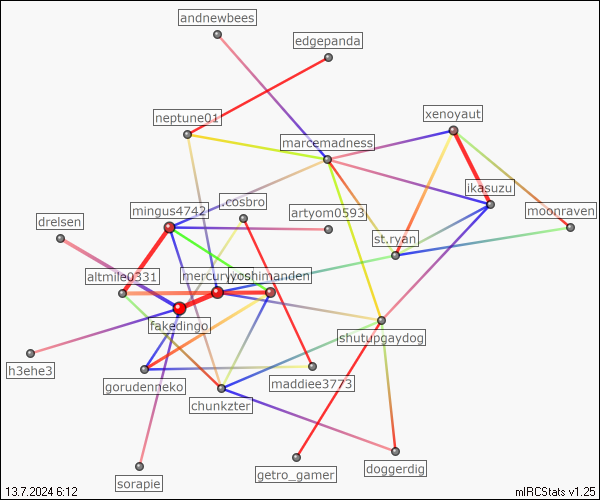 andnewbees
edgepanda
neptune01
xenoyaut
marcemadness
ikasuzu
mingus4742
.cosbro
artyom0593
moonraven
drelsen
st.ryan
altmile0331
yoshimanden
fakedingo
shutupgaydog
h3ehe3
gorudenneko
maddiee3773
chunkzter
doggerdig
getro_gamer
sorapie
13.7.2024 6:12
mIRCStats v1.25